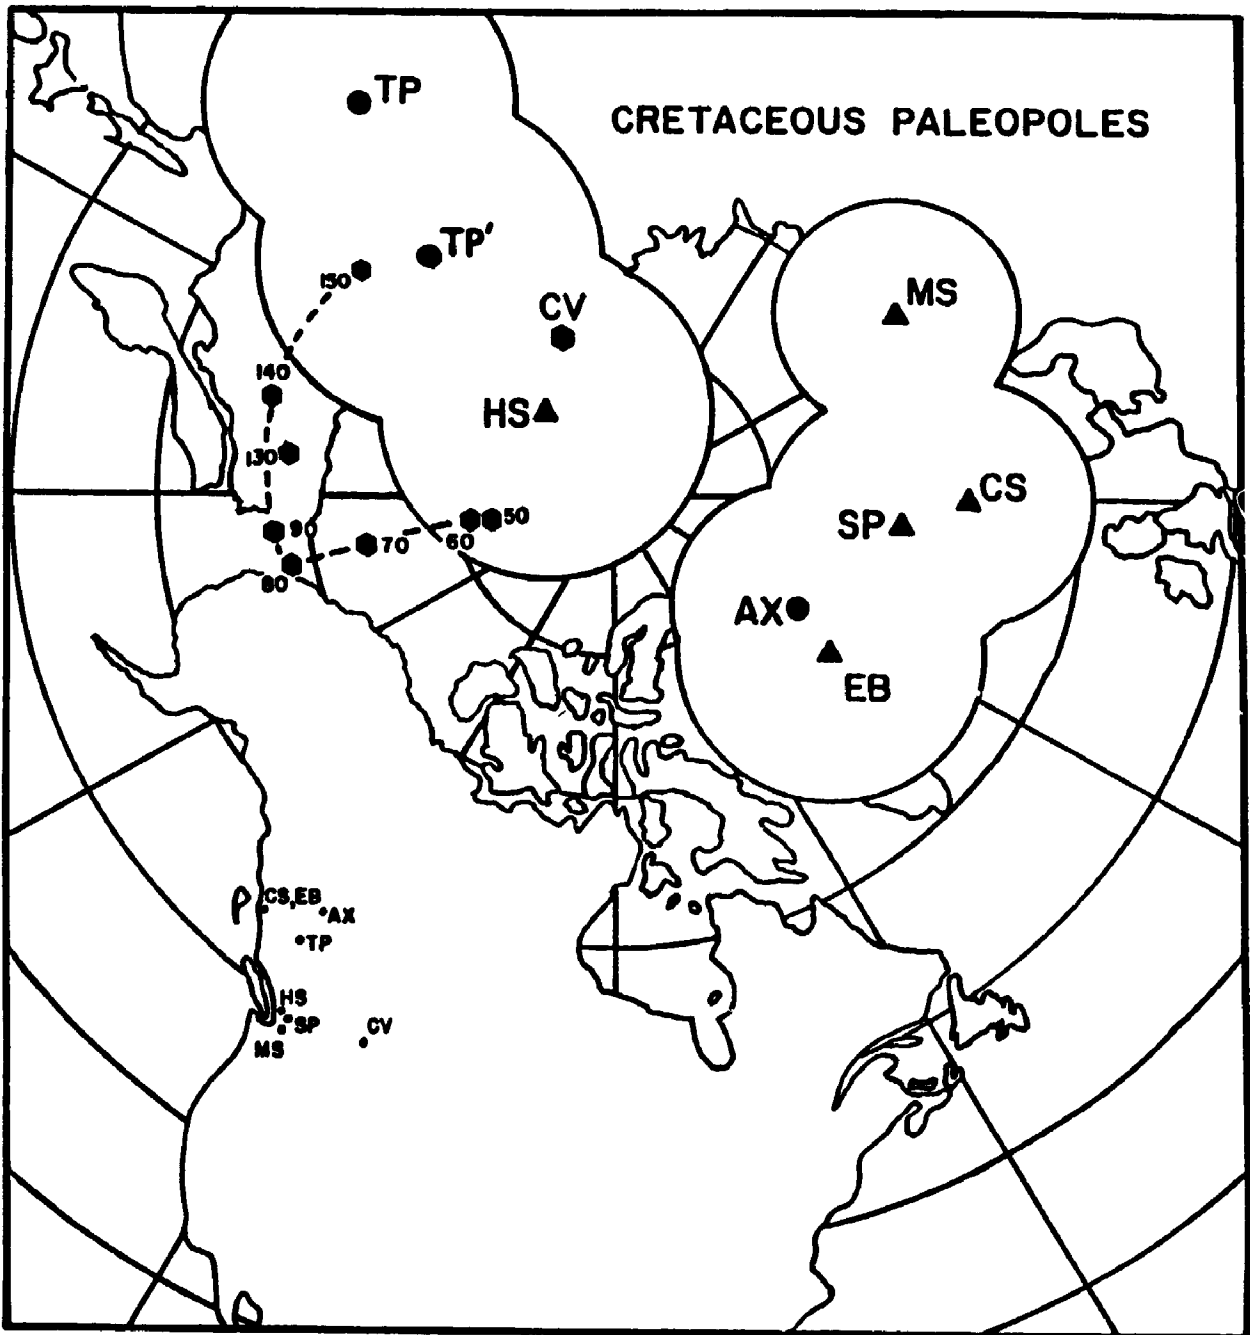 TP
CRETACEOUS PALEOPOLES
TP'
150
MS
CV
140
HS
130
CS
SP
90
50
60
70
80
AX
EB
CS,EB
P
AX
TP
HS
SP
CV
MS